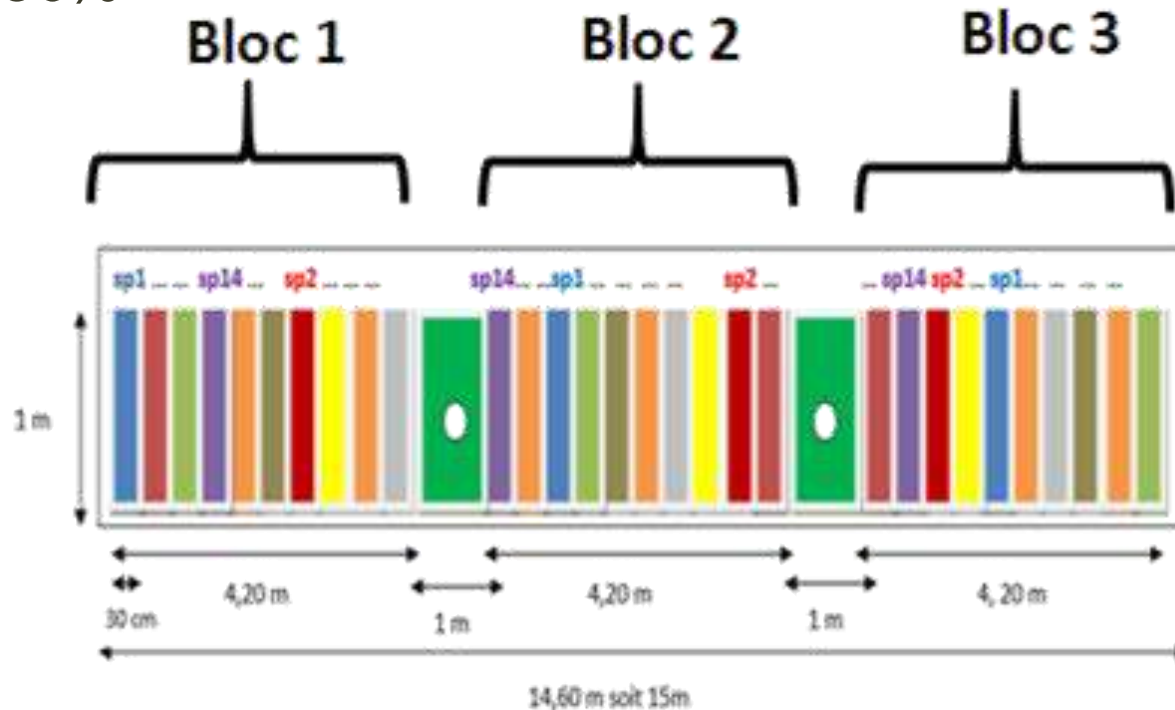 Bloc 1 Bloc 2 Bloc 3
sp1 sp14 sp2 sp14 sp1 sp2 sp14 sp2 sp1
1 m
4,20 m 4,20 m 4, 20 m
30 cm 1 m 1 m
14,60 m soit 15m